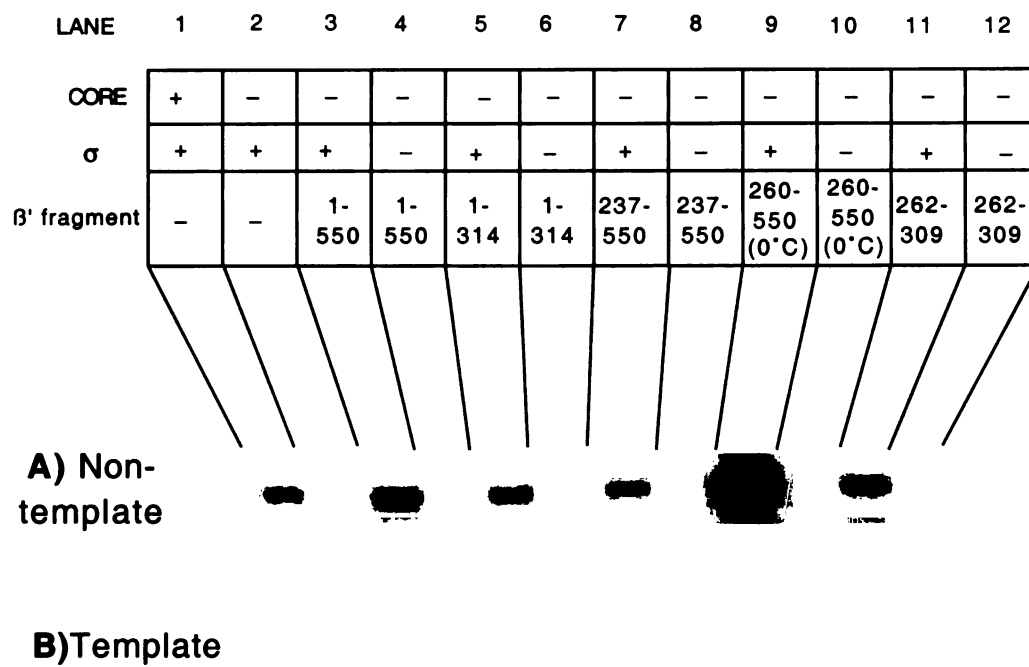 LANE 1 2 3 4 5 6 7 8 9 10 11 12
CORE + – – – – – – – – – – –
σ + + + – + – + – + – + –
ß' fragment – – 1-550 1-550 1-314 1-314 237-550 237-550 260-550 (0°C) 260-550 (0°C) 262-309 262-309
A) Non-
template
B)Template